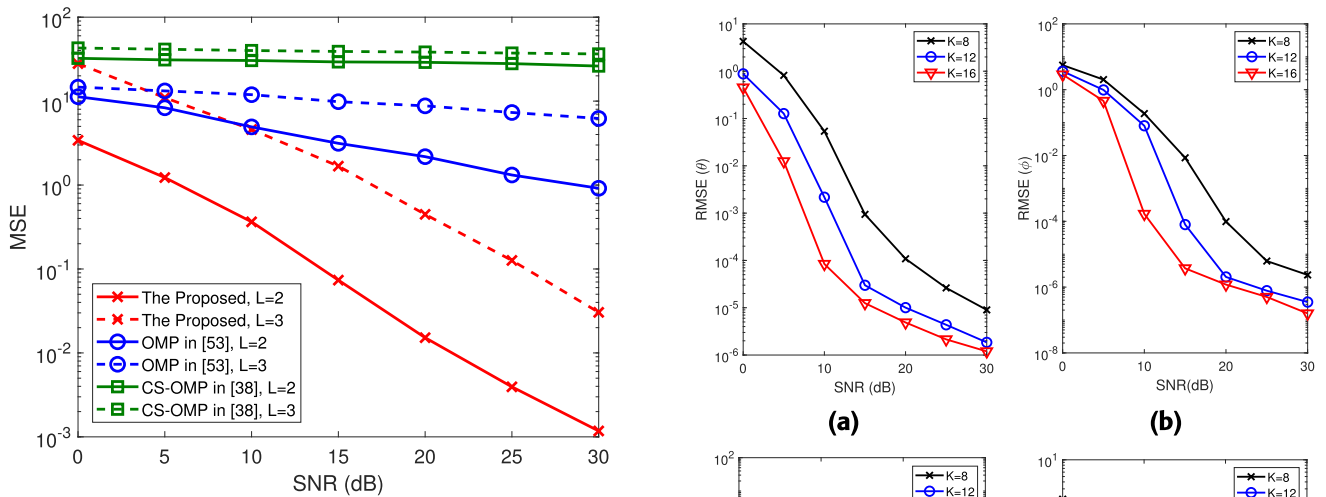 10^2
10^1
10^0
10^-1
10^-2
10^-3
MSE
The Proposed, L=2
The Proposed, L=3
OMP in [53], L=2
OMP in [53], L=3
CS-OMP in [38], L=2
CS-OMP in [38], L=3
0 5 10 15 20 25 30
SNR (dB)
10^1
10^0
10^-1
10^-2
10^-3
10^-4
10^-5
10^-6
RMSE (θ)
K=8
K=12
K=16
0 10 20 30
SNR (dB)
(a)
10^2
10^0
10^-2
10^-4
10^-6
10^-8
RMSE (ϕ)
K=8
K=12
K=16
0 10 20 30
SNR(dB)
(b)
10^2
K=8
K=12
10^1
K=8
K=12